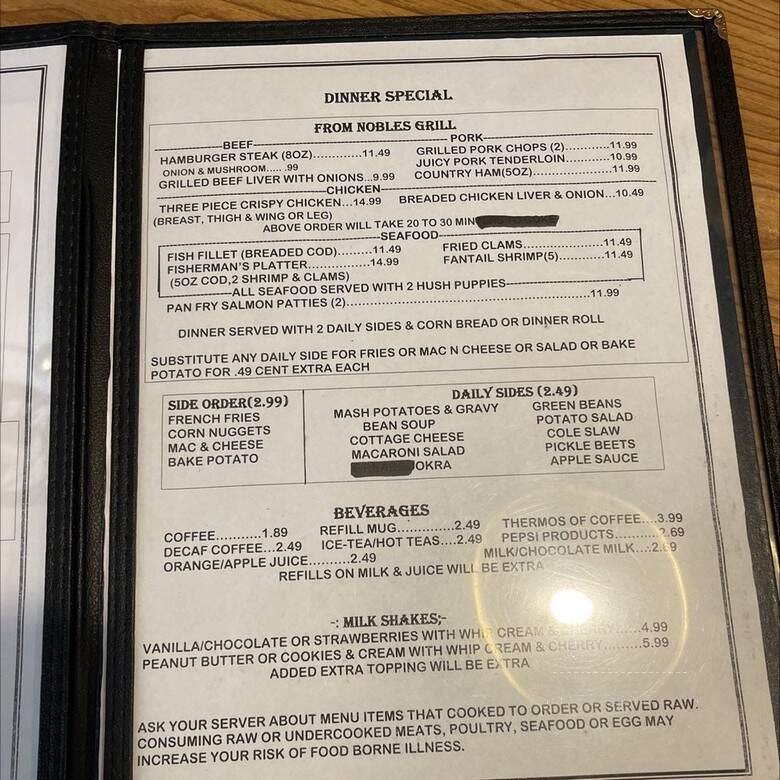 DINNER SPECIAL
FROM NOBLES GRILL
BEEF
HAMBURGER STEAK (8OZ).............11.49
ONION & MUSHROOM..... .99
GRILLED BEEF LIVER WITH ONIONS...9.99
PORK
GRILLED PORK CHOPS (2)............11.99
JUICY PORK TENDERLOIN............10.99
COUNTRY HAM(5OZ).....................11.99
CHICKEN
THREE PIECE CRISPY CHICKEN...14.99 BREADED CHICKEN LIVER & ONION...10.49
(BREAST, THIGH & WING OR LEG)
ABOVE ORDER WILL TAKE 20 TO 30 MIN
SEAFOOD
FISH FILLET (BREADED COD).........11.49 FRIED CLAMS.....................11.49
FISHERMAN'S PLATTER................14.99 FANTAIL SHRIMP(5)............11.49
(5OZ COD,2 SHRIMP & CLAMS)
ALL SEAFOOD SERVED WITH 2 HUSH PUPPIES
PAN FRY SALMON PATTIES (2)..................................................11.99
DINNER SERVED WITH 2 DAILY SIDES & CORN BREAD OR DINNER ROLL
SUBSTITUTE ANY DAILY SIDE FOR FRIES OR MAC N CHEESE OR SALAD OR BAKE
POTATO FOR .49 CENT EXTRA EACH
SIDE ORDER(2.99)
FRENCH FRIES
CORN NUGGETS
MAC & CHEESE
BAKE POTATO
DAILY SIDES (2.49)
MASH POTATOES & GRAVY GREEN BEANS
BEAN SOUP POTATO SALAD
COTTAGE CHEESE COLE SLAW
MACARONI SALAD PICKLE BEETS
OKRA APPLE SAUCE
BEVERAGES
COFFEE...........1.89 REFILL MUG..............2.49 THERMOS OF COFFEE....3.99
DECAF COFFEE...2.49 ICE-TEA/HOT TEAS....2.49 PEPSI PRODUCTS...........2.69
ORANGE/APPLE JUICE..........2.49 MILK/CHOCOLATE MILK...2.69
REFILLS ON MILK & JUICE WILL BE EXTRA
-: MILK SHAKES;-
VANILLA/CHOCOLATE OR STRAWBERRIES WITH WHIP CREAM & CHERRY......4.99
PEANUT BUTTER OR COOKIES & CREAM WITH WHIP CREAM & CHERRY.........5.99
ADDED EXTRA TOPPING WILL BE EXTRA
ASK YOUR SERVER ABOUT MENU ITEMS THAT COOKED TO ORDER OR SERVED RAW.
CONSUMING RAW OR UNDERCOOKED MEATS, POULTRY, SEAFOOD OR EGG MAY
INCREASE YOUR RISK OF FOOD BORNE ILLNESS.